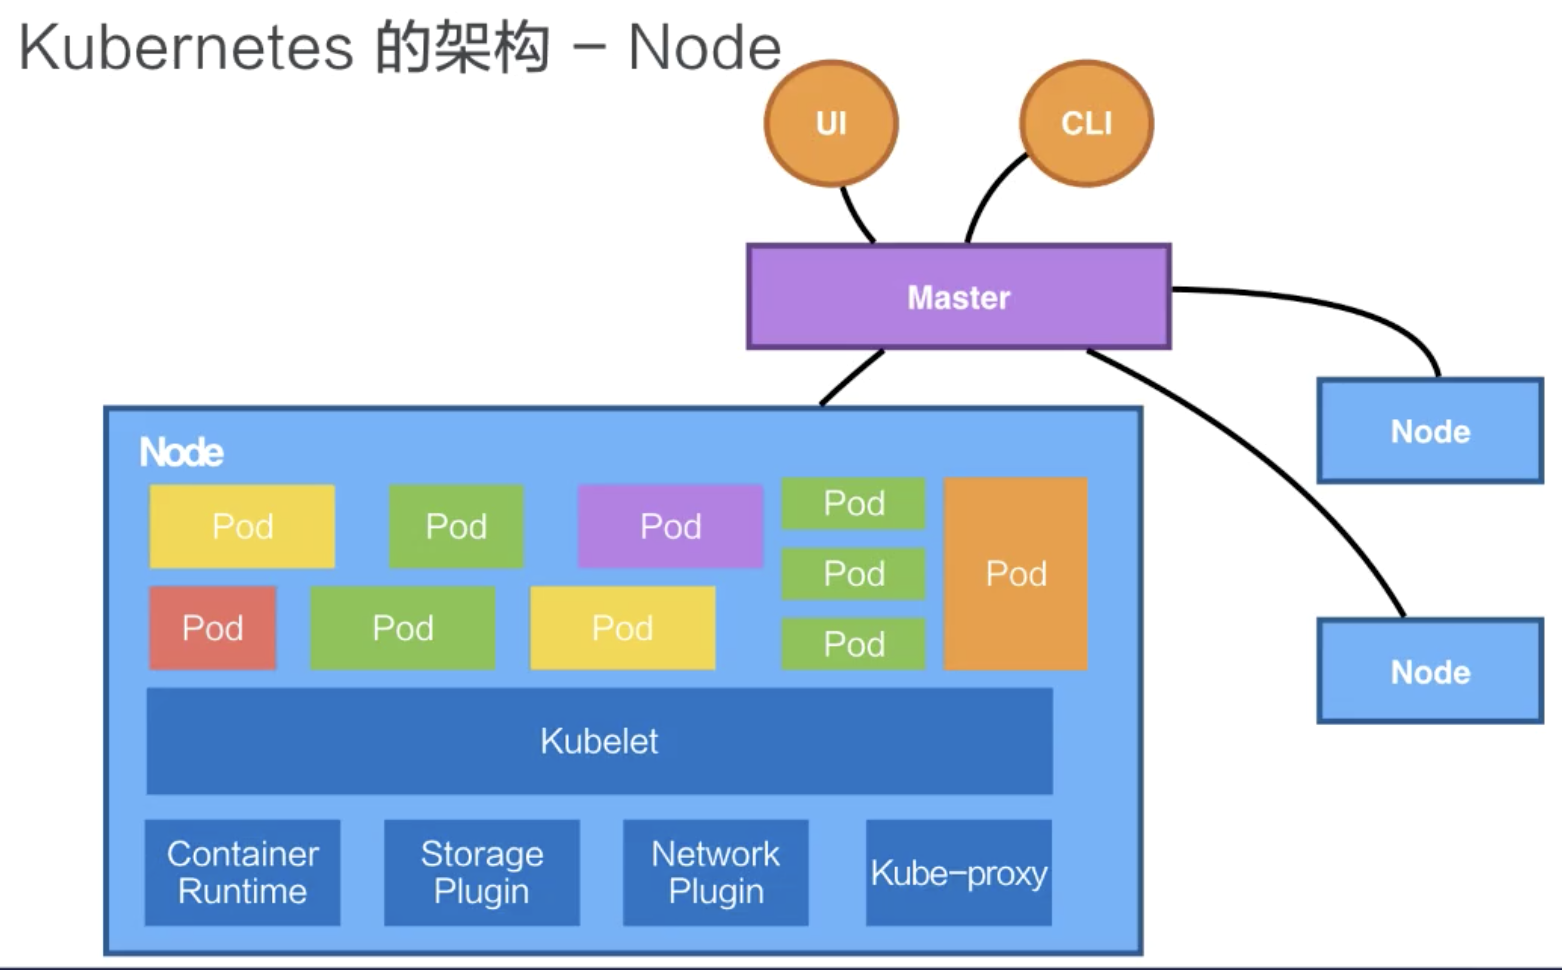 Kubernetes 的架构 – Node
UI
CLI
Master
Node
Node
Node
Pod
Pod
Pod
Pod
Pod
Pod
Pod
Pod
Pod
Pod
Kubelet
Container
Runtime
Storage
Plugin
Network
Plugin
Kube-proxy